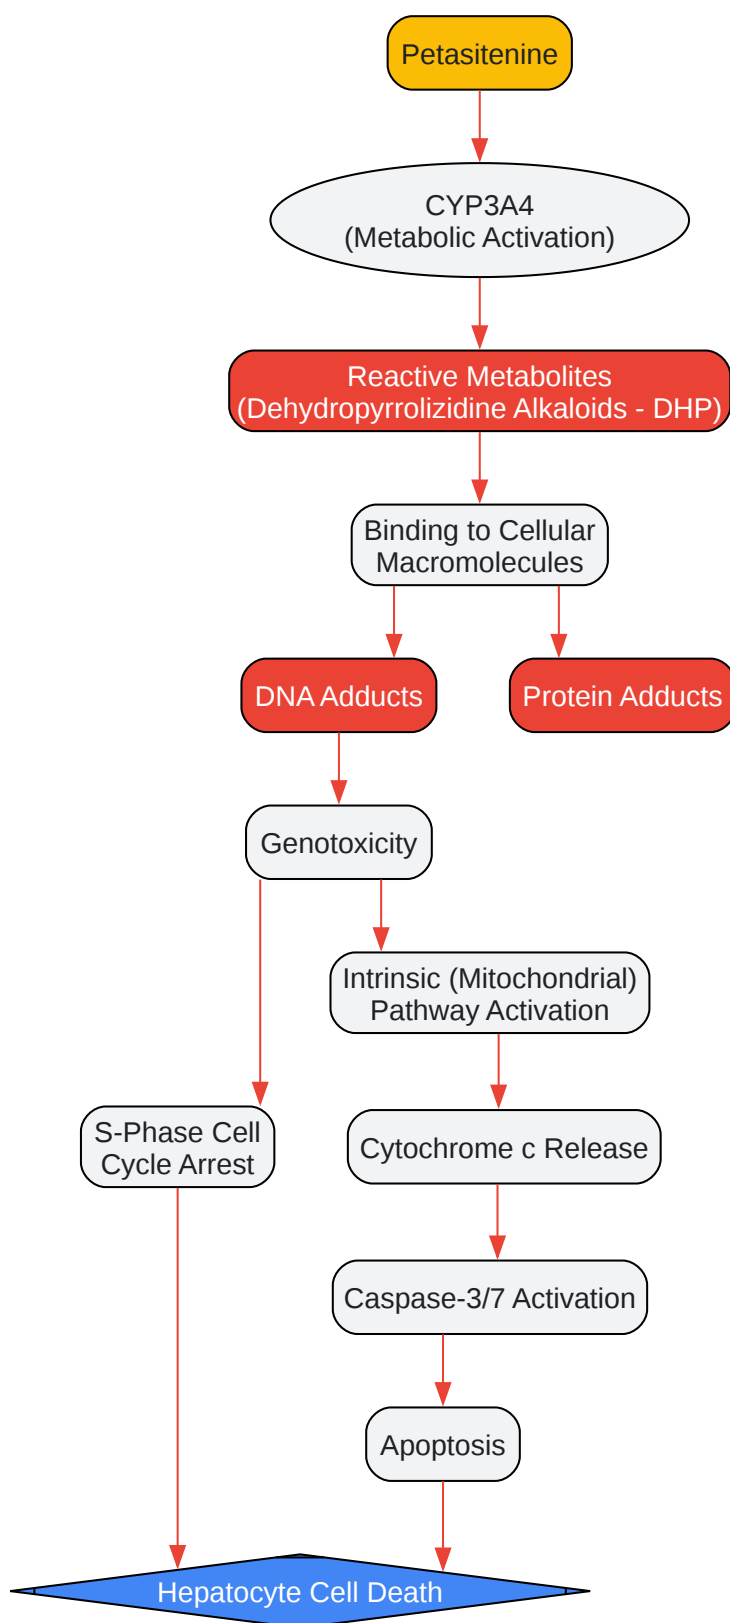 Petasitenine
CYP3A4
(Metabolic Activation)
Reactive Metabolites
(Dehydropyrrolizidine Alkaloids - DHP)
Binding to Cellular
Macromolecules
DNA Adducts
Protein Adducts
Genotoxicity
Intrinsic (Mitochondrial)
Pathway Activation
S-Phase Cell
Cycle Arrest
Cytochrome c Release
Caspase-3/7 Activation
Apoptosis
Hepatocyte Cell Death